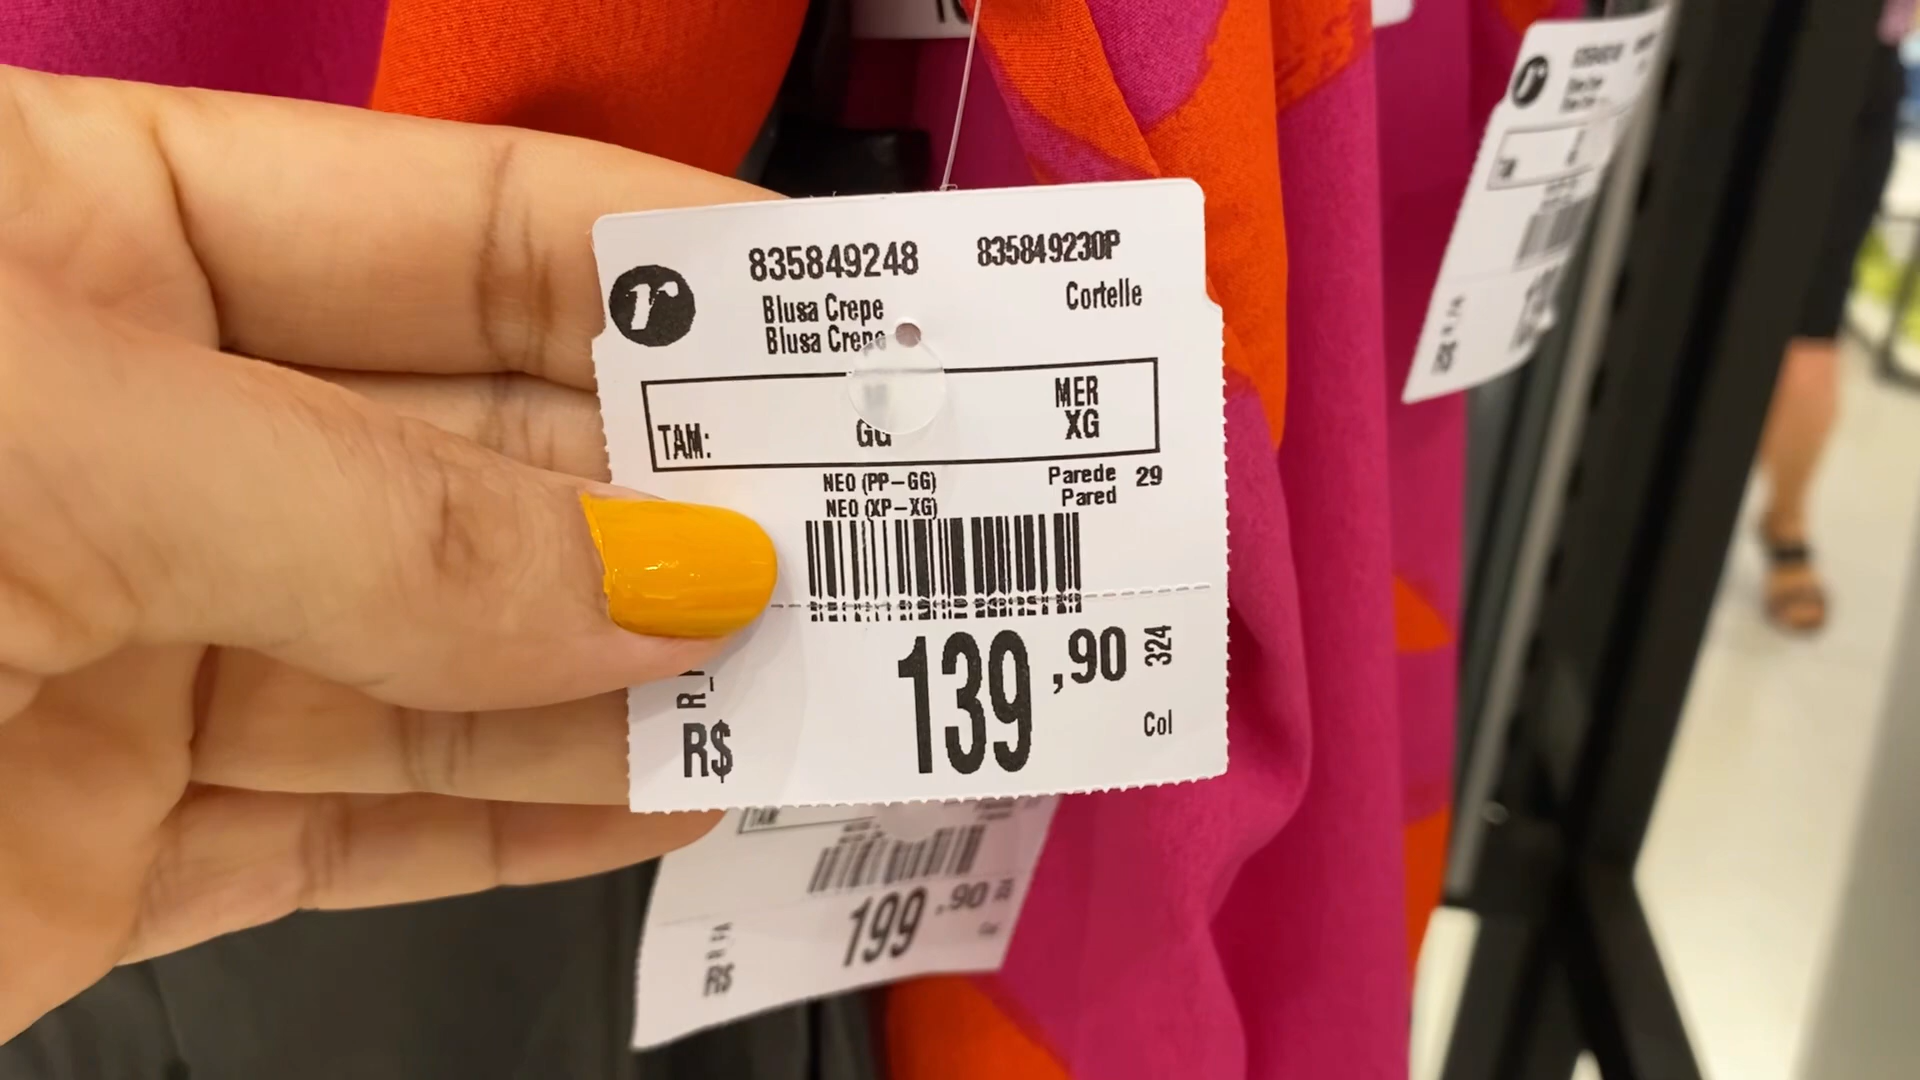 835849248 835849230P
r
Blusa Crepe Cortelle
Blusa Crepe
MER
TAM: GG XG
NEO (PP-GG) Parede 29
NEO (XP-XG) Pared
139,90 324
R$ Col
TAM:
199,90
R$
r